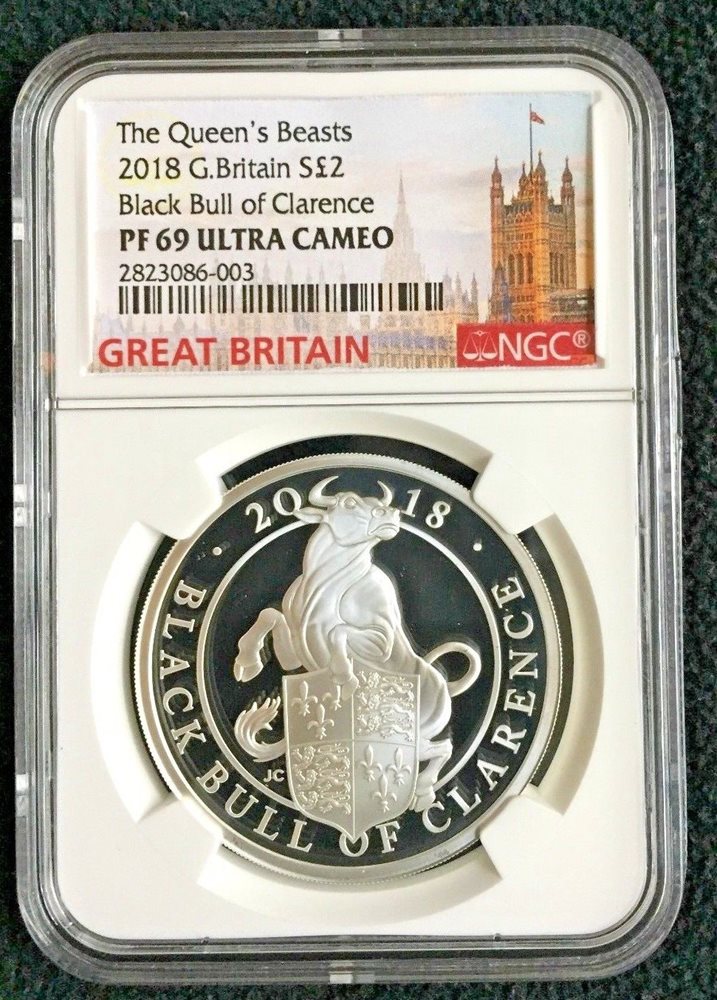 The Queen's Beasts
2018 G.Britain S£2
Black Bull of Clarence
PF 69 ULTRA CAMEO
2823086-003
GREAT BRITAIN
NGC®
· 2018 ·
BLACK BULL OF CLARENCE
JC